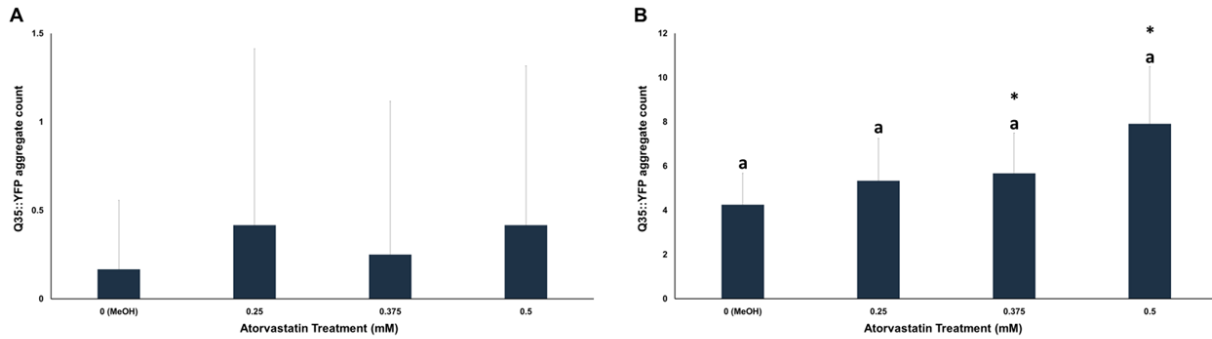 A
Q35::YFP aggregate count
1.5
1
0.5
0
0 (MeOH)
0.25
0.375
0.5
Atorvastatin Treatment (mM)
B
Q35::YFP aggregate count
12
10
8
6
4
2
0
a
a
*
a
*
a
0 (MeOH)
0.25
0.375
0.5
Atorvastatin Treatment (mM)